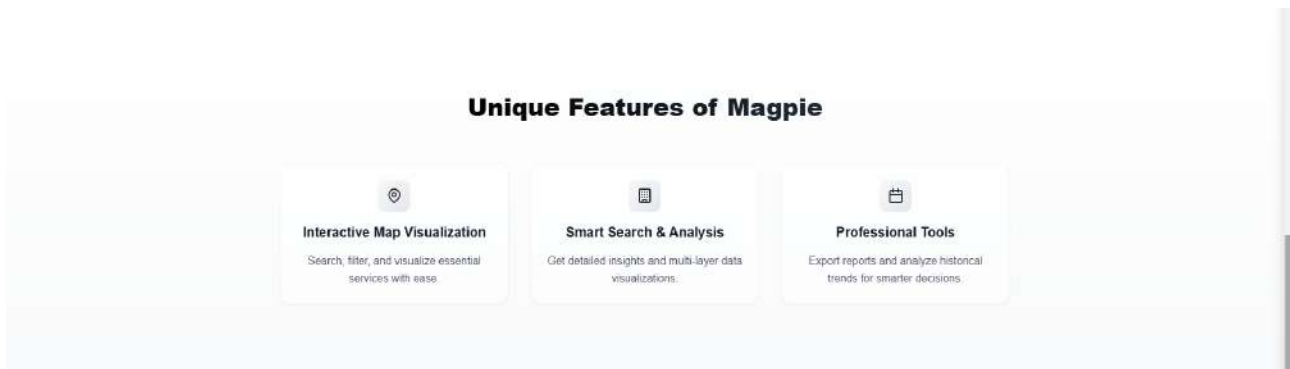 Unique Features of Magpie
Interactive Map Visualization
Search, filter, and visualize essential
services with ease.
Smart Search & Analysis
Get detailed insights and multi-layer data
visualizations.
Professional Tools
Export reports and analyze historical
trends for smarter decisions.